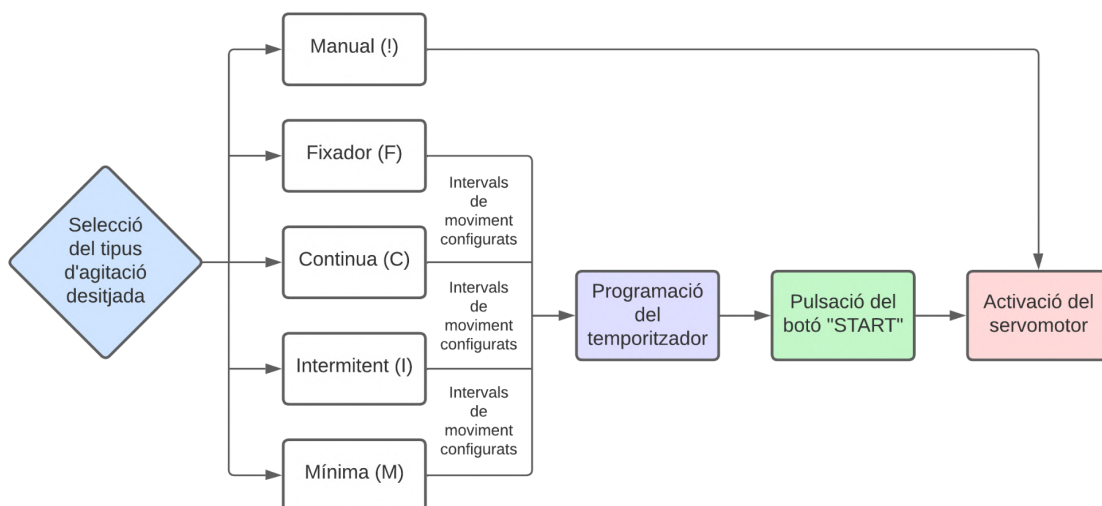 Manual (!)
Fixador (F)
Intervals
de
moviment
configurats
Selecció
del tipus
d'agitació
desitjada
Continua (C)
Intervals
de
moviment
configurats
Programació
del
temporitzador
Pulsació del
botó "START"
Activació del
servomotor
Intermitent (I)
Intervals
de
moviment
configurats
Mínima (M)